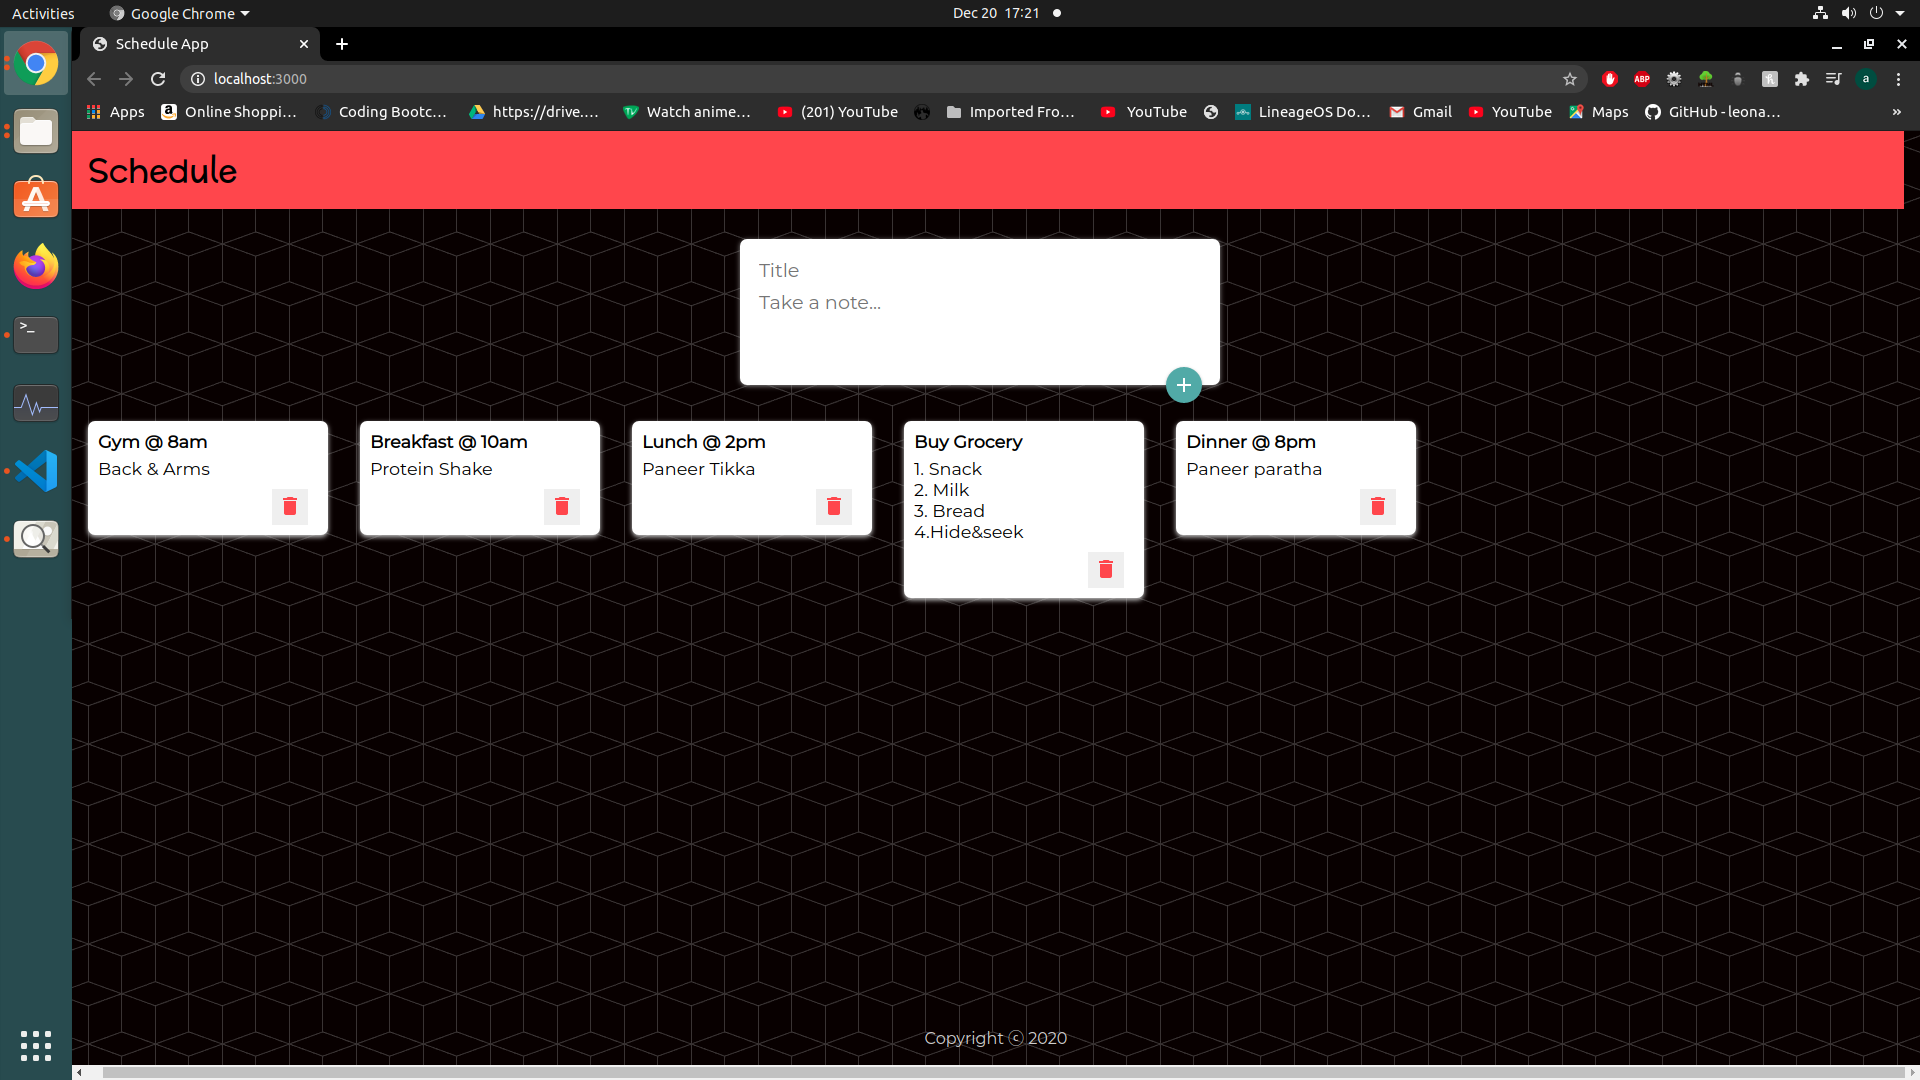 Activities
Google Chrome
Dec 20 17:21
Schedule App
localhost:3000
ABP
a
Apps
Online Shoppi...
Coding Bootc...
https://drive....
Watch anime...
(201) YouTube
Imported Fro...
YouTube
LineageOS Do...
Gmail
YouTube
Maps
GitHub - leona...
»
Schedule
Title
Take a note...
+
Gym @ 8am
Back & Arms
Breakfast @ 10am
Protein Shake
Lunch @ 2pm
Paneer Tikka
Buy Grocery
1. Snack
2. Milk
3. Bread
4.Hide&seek
Dinner @ 8pm
Paneer paratha
Copyright ⓒ 2020